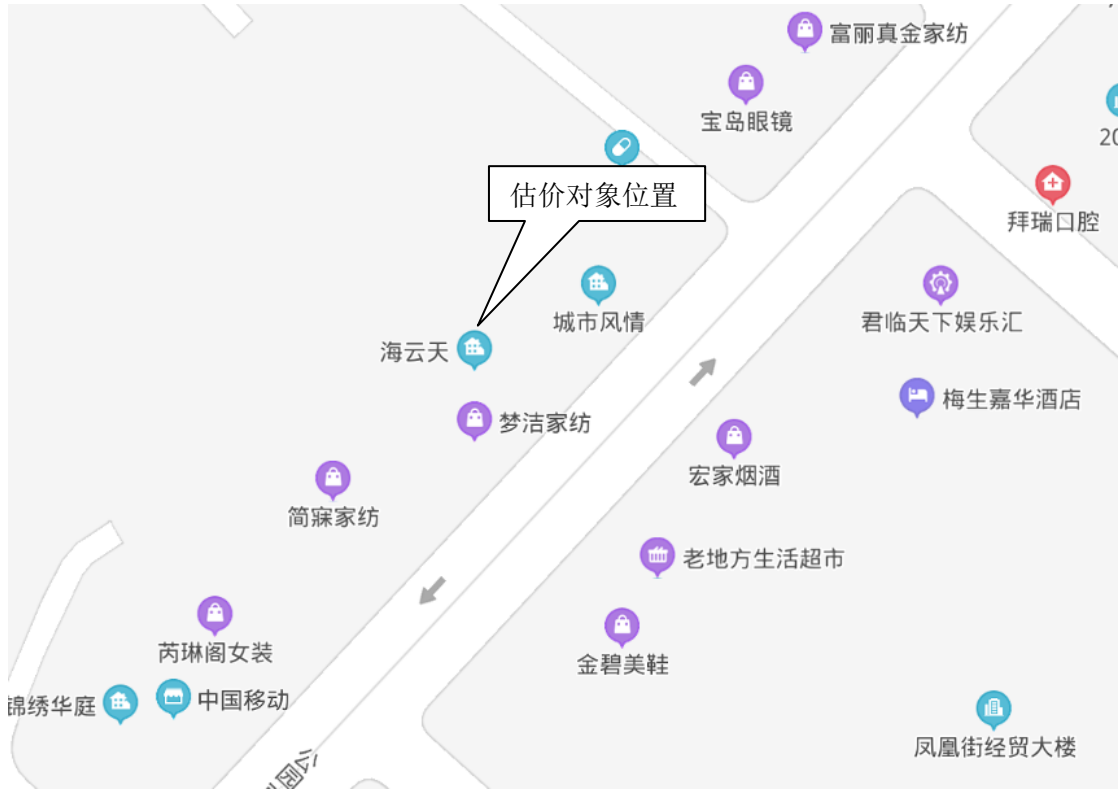 富丽真金家纺
宝岛眼镜
20
估价对象位置
拜瑞口腔
城市风情
君临天下娱乐汇
海云天
梅生嘉华酒店
梦洁家纺
宏家烟酒
简寐家纺
老地方生活超市
芮琳阁女装
金碧美鞋
锦绣华庭
中国移动
凤凰街经贸大楼
公园